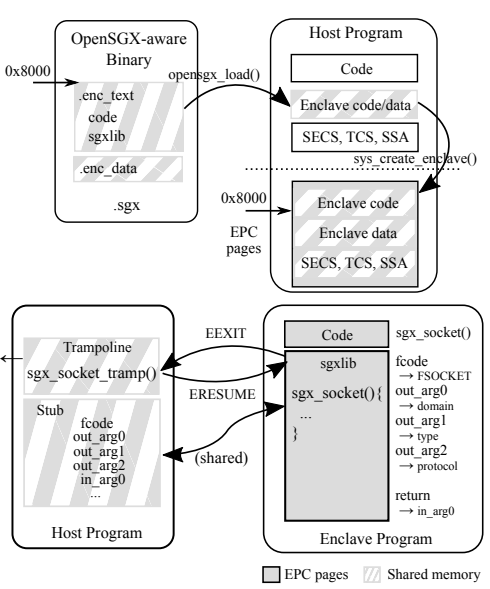 OpenSGX-aware
Binary
0x8000
.enc_text
code
sgxlib
.enc_data
.sgx
opensgx_load()
Host Program
Code
Enclave code/data
SECS, TCS, SSA
sys_create_enclave()
0x8000
EPC
pages
Enclave code
Enclave data
SECS, TCS, SSA
Trampoline
sgx_socket_tramp()
Stub
fcode
out_arg0
out_arg1
out_arg2
in_arg0
...
Host Program
EEXIT
ERESUME
(shared)
Code
sgxlib
sgx_socket(){
...
}
sgx_socket()
fcode
→ FSOCKET
out_arg0
→ domain
out_arg1
→ type
out_arg2
→ protocol
return
→ in_arg0
Enclave Program
EPC pages
Shared memory